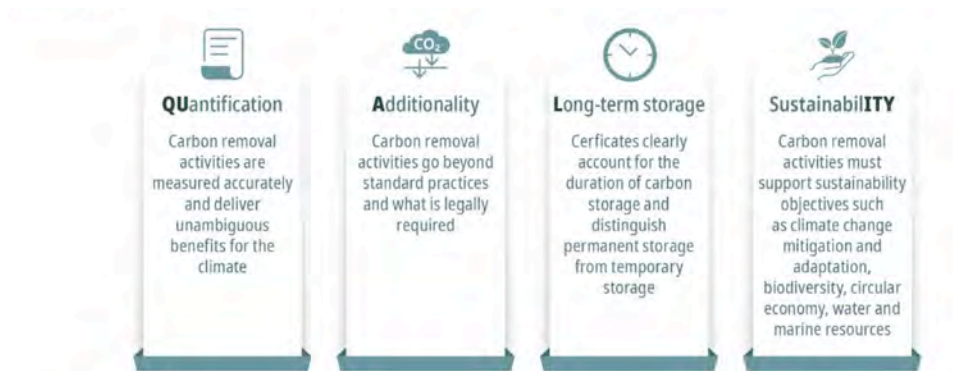 QUantification
Carbon removal
activities are
measured accurately
and deliver
unambiguous
benefits for the
climate
CO₂
Additionality
Carbon removal
activities go beyond
standard practices
and what is legally
required
Long-term storage
Cerficates clearly
account for the
duration of carbon
storage and
distinguish
permanent storage
from temporary
storage
SustainabilITY
Carbon removal
activities must
support sustainability
objectives such
as climate change
mitigation and
adaptation,
biodiversity, circular
economy, water and
marine resources